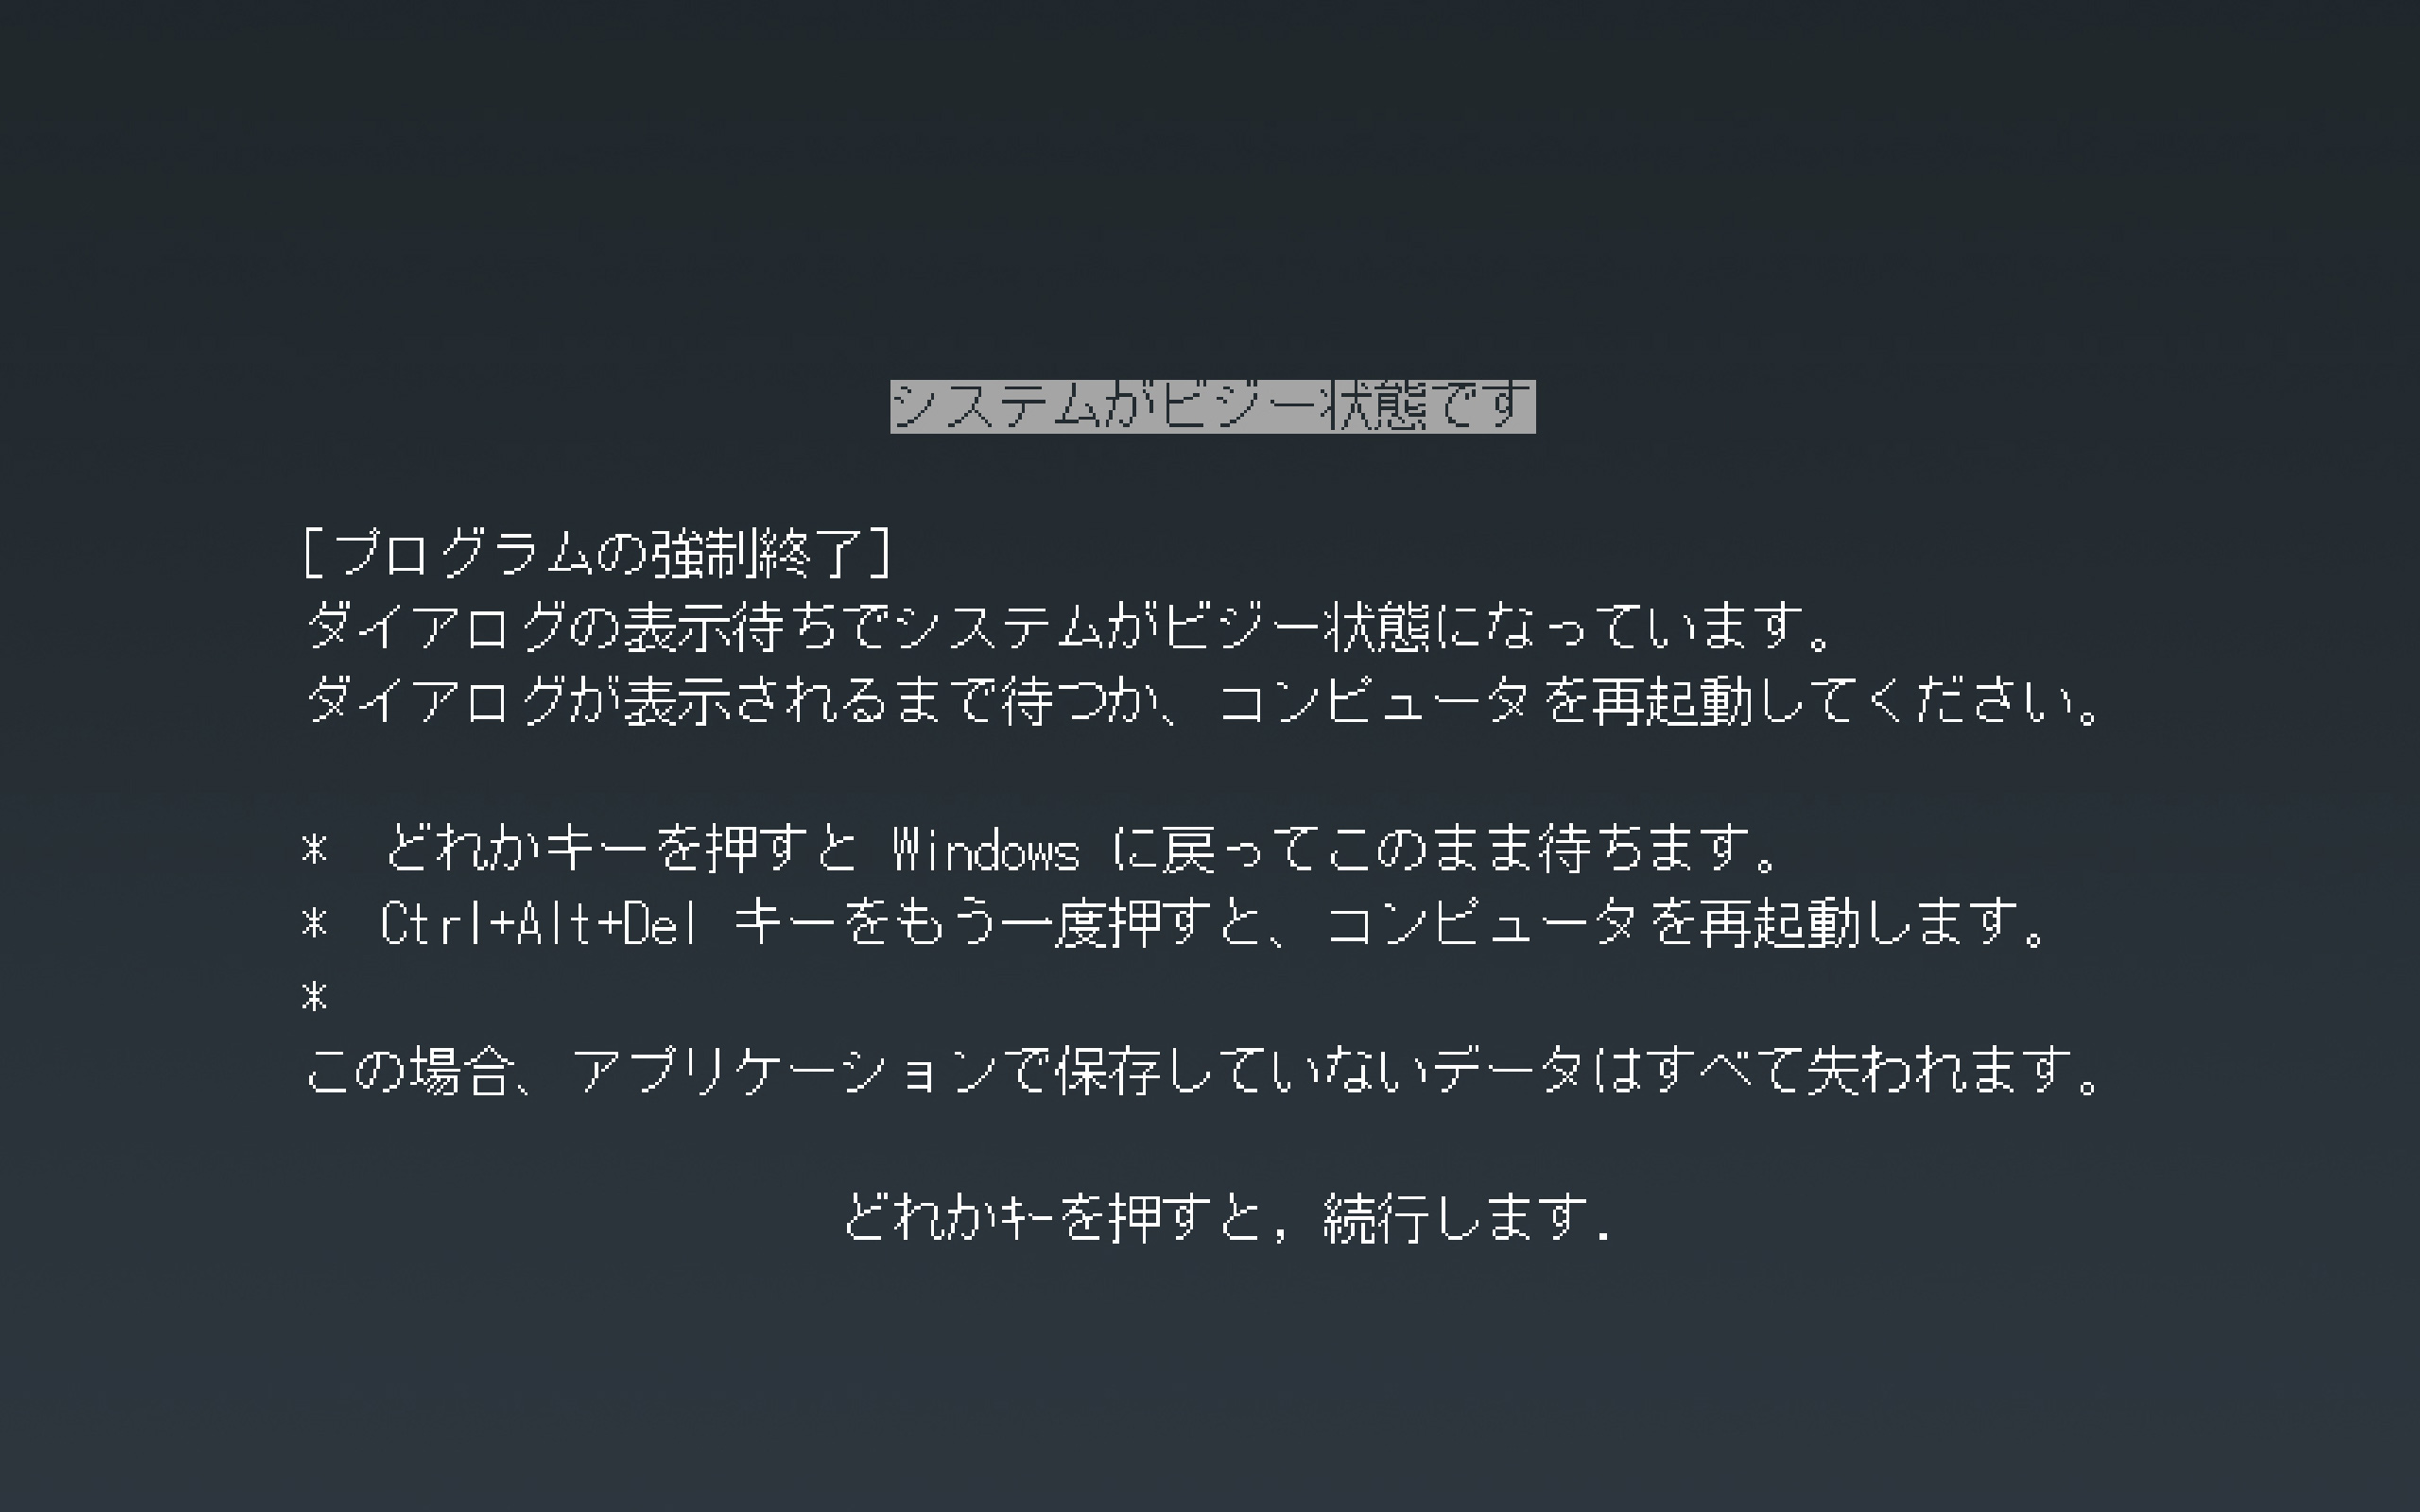 システムがビジー状態です
[プログラムの強制終了]
ダイアログの表示待ちでシステムがビジー状態になっています。
ダイアログが表示されるまで待つか、コンピュータを再起動してください。
*　どれかキーを押すと Windows に戻ってこのまま待ちます。
*　Ctrl+Alt+Del キーをもう一度押すと、コンピュータを再起動します。
*
この場合、アプリケーションで保存していないデータはすべて失われます。
どれかｷｰを押すと，続行します．